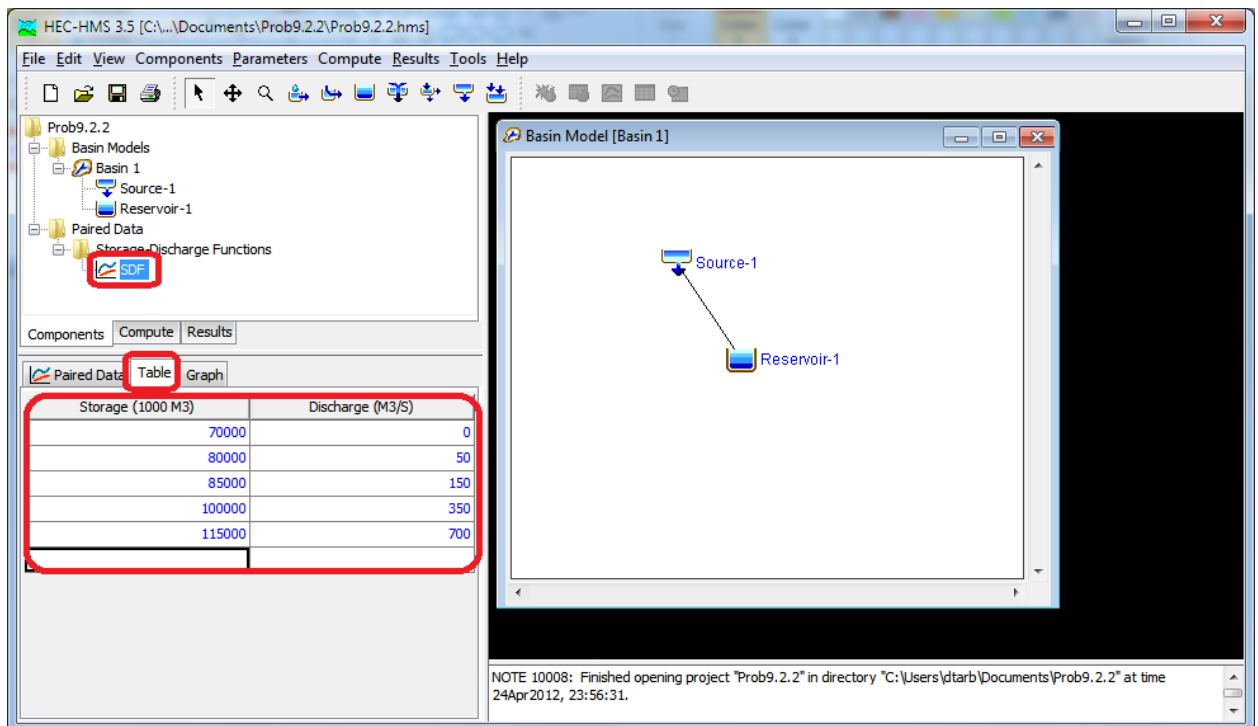 HEC-HMS 3.5 [C:\...\Documents\Prob9.2.2\Prob9.2.2.hms]
File Edit View Components Parameters Compute Results Tools Help
Prob9.2.2
Basin Models
Basin 1
Source-1
Reservoir-1
Paired Data
Storage-Discharge Functions
SDF
Components Compute Results
Paired Data Table Graph
Storage (1000 M3) Discharge (M3/S)
70000 0
80000 50
85000 150
100000 350
115000 700
Basin Model [Basin 1]
Source-1
Reservoir-1
NOTE 10008: Finished opening project "Prob9.2.2" in directory "C:\Users\dtarb\Documents\Prob9.2.2" at time
24Apr2012, 23:56:31.